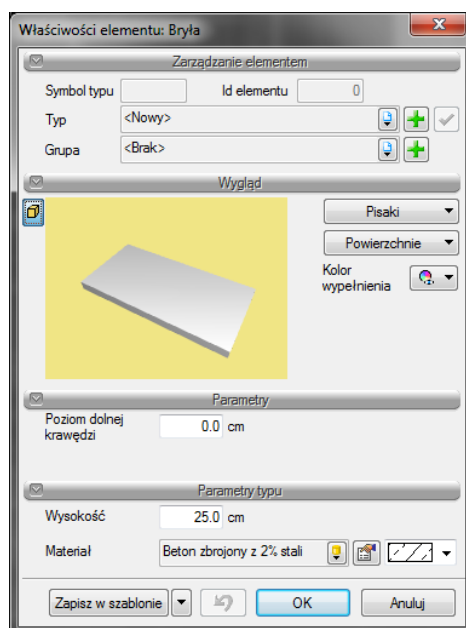 Właściwości elementu: Bryła
Zarządzanie elementem
Symbol typu Id elementu 0
Typ <Nowy>
Grupa <Brak>
Wygląd
Pisaki
Powierzchnie
Kolor
wypełnienia
Parametry
Poziom dolnej
krawędzi 0.0 cm
Parametry typu
Wysokość 25.0 cm
Materiał Beton zbrojony z 2% stali
Zapisz w szablonie OK Anuluj